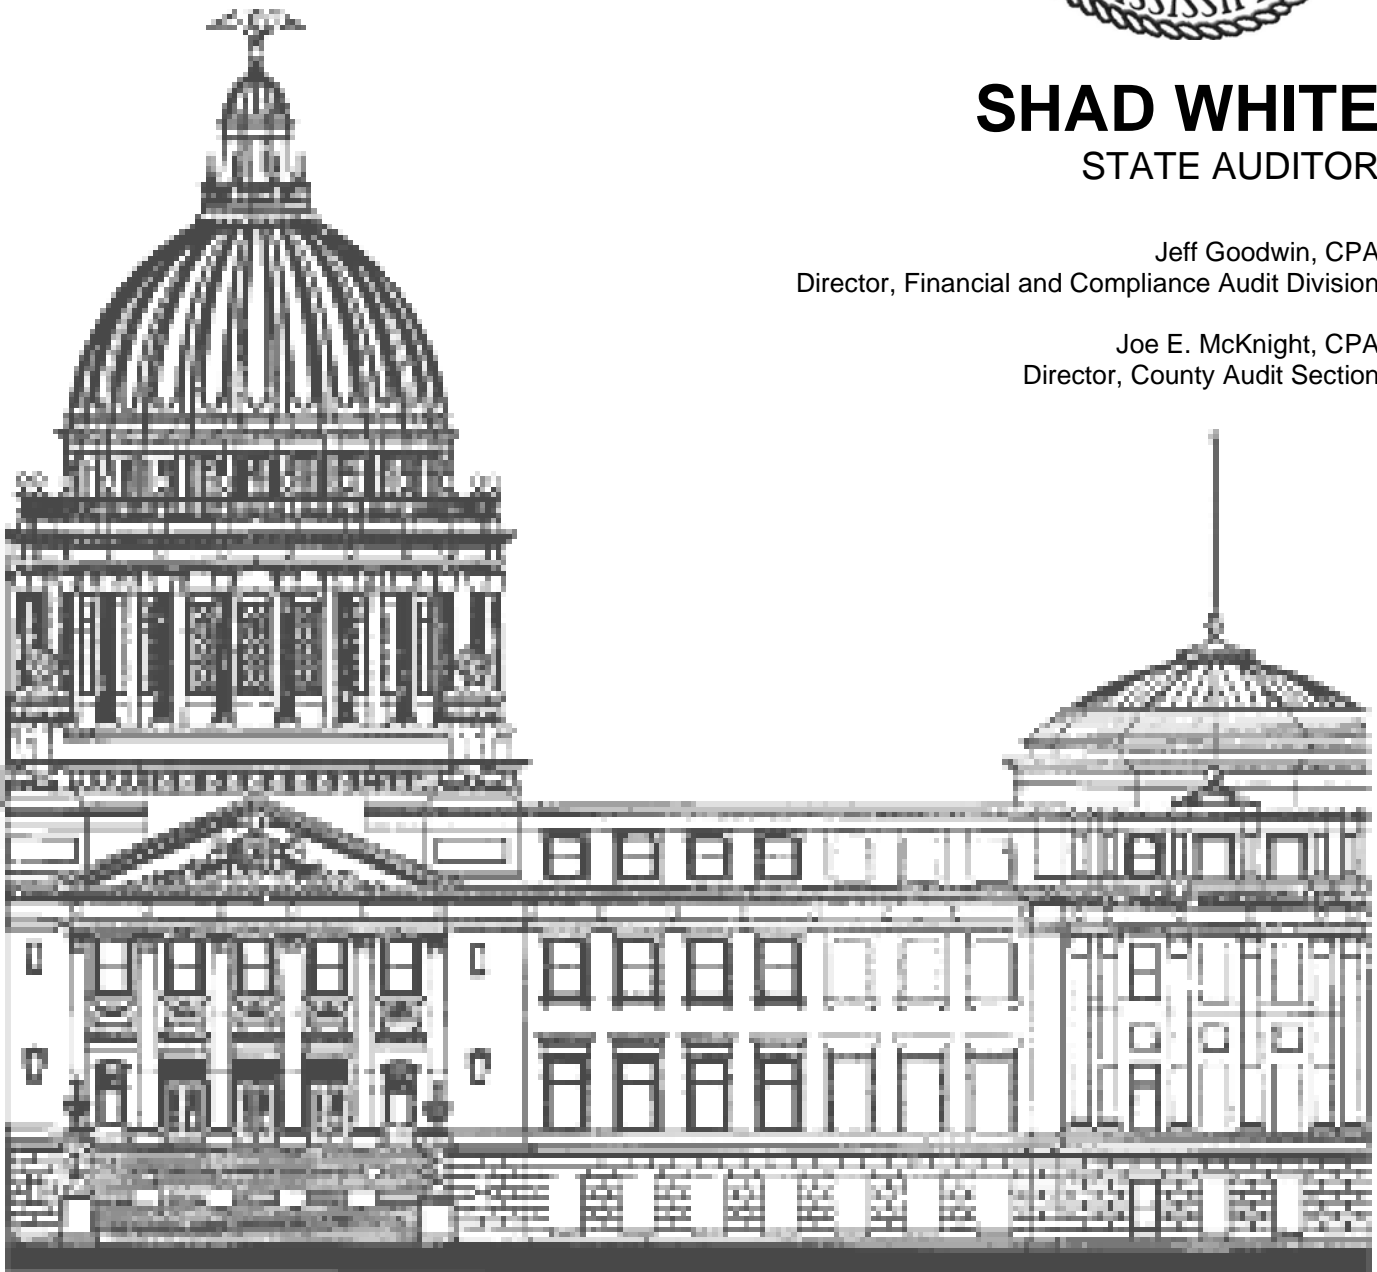 SHAD WHITE
STATE AUDITOR
Jeff Goodwin, CPA
Director, Financial and Compliance Audit Division
Joe E. McKnight, CPA
Director, County Audit Section